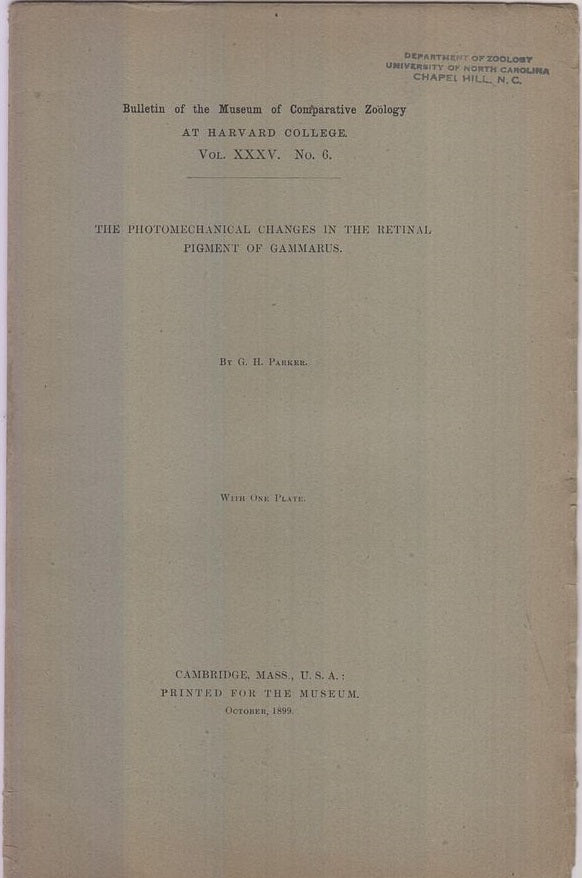 DEPARTMENT OF ZOOLOGY
UNIVERSITY OF NORTH CAROLINA
CHAPEL HILL, N. C.
Bulletin of the Museum of Comparative Zoölogy
AT HARVARD COLLEGE.
VOL. XXXV. No. 6.
THE PHOTOMECHANICAL CHANGES IN THE RETINAL
PIGMENT OF GAMMARUS.
BY G. H. PARKER.
WITH ONE PLATE.
CAMBRIDGE, MASS., U. S. A.:
PRINTED FOR THE MUSEUM.
OCTOBER, 1899.